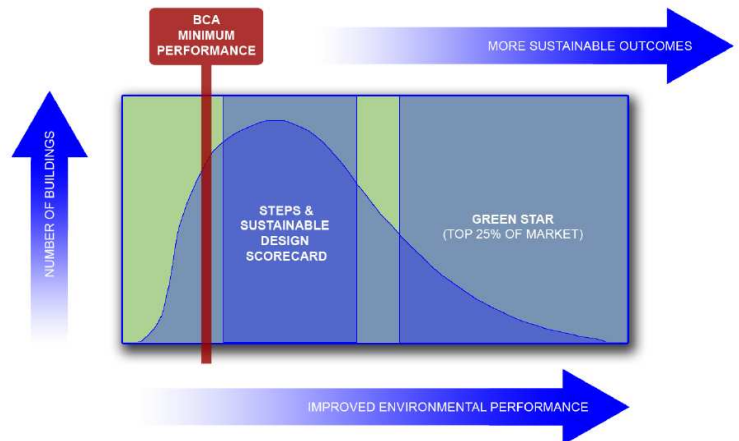 BCA
MINIMUM
PERFORMANCE
MORE SUSTAINABLE OUTCOMES
NUMBER OF BUILDINGS
STEPS &
SUSTAINABLE
DESIGN
SCORECARD
GREEN STAR
(TOP 25% OF MARKET)
IMPROVED ENVIRONMENTAL PERFORMANCE